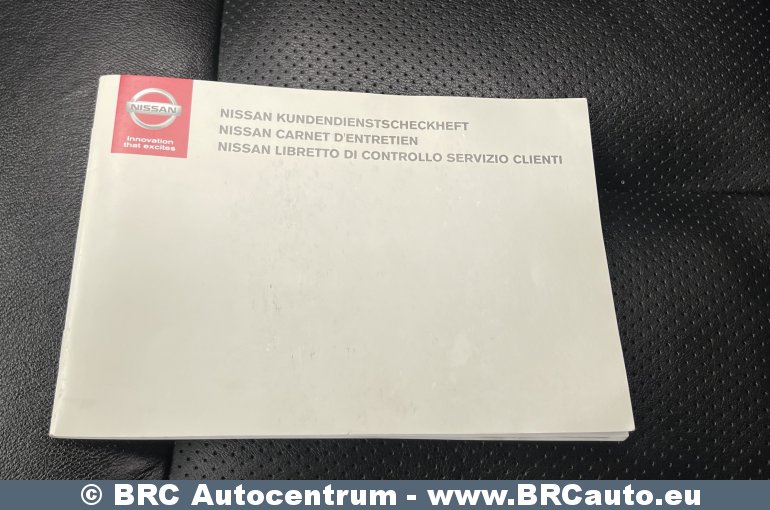 NISSAN
Innovation
that excites
NISSAN KUNDENDIENSTSCHECKHEFT
NISSAN CARNET D'ENTRETIEN
NISSAN LIBRETTO DI CONTROLLO SERVIZIO CLIENTI
© BRC Autocentrum - www.BRCauto.eu